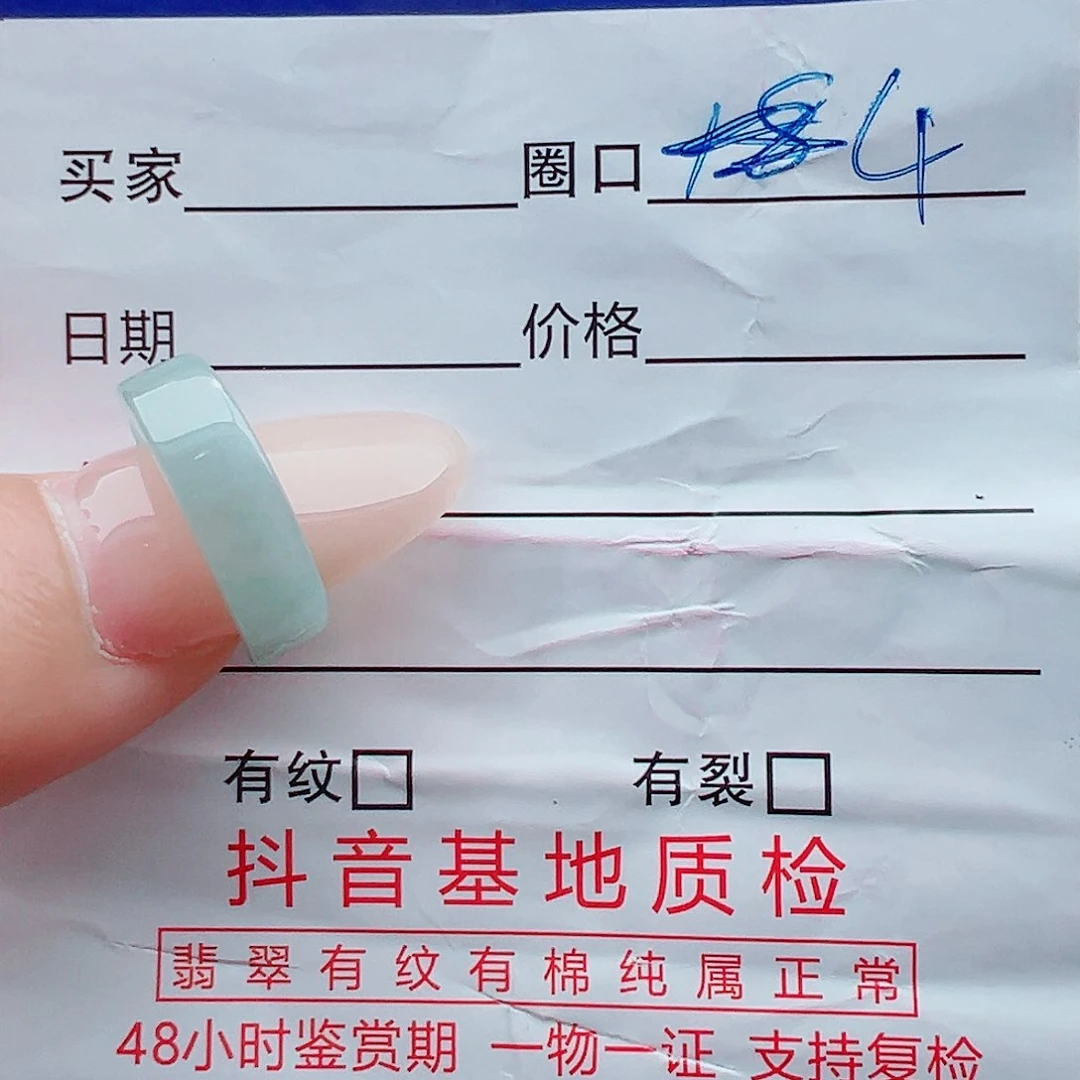 买家 圈口 184
日期 价格
有纹 有裂
抖音基地质检
翡翠有纹有棉纯属正常
48小时鉴赏期 一物一证 支持复检